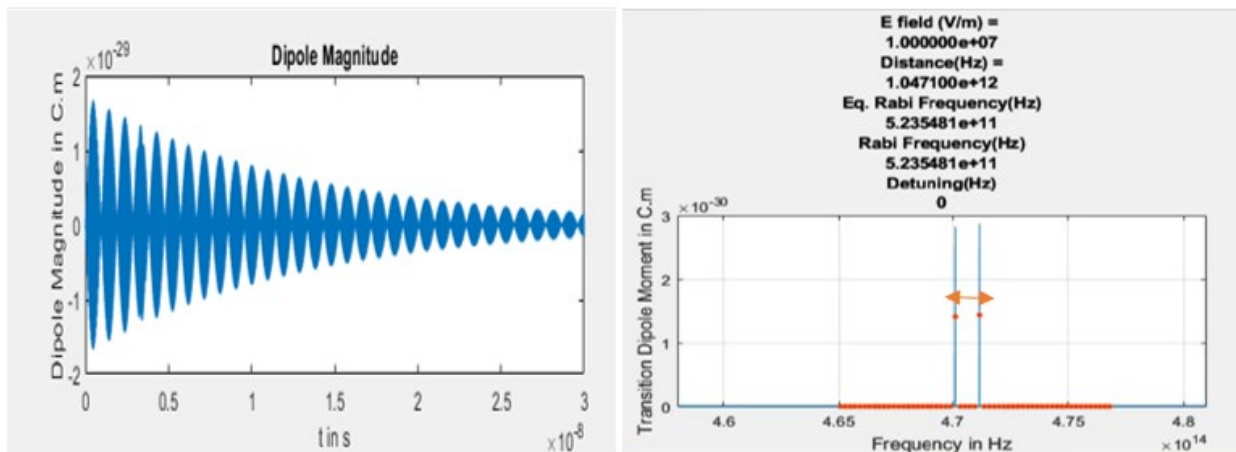 ×10-29
Dipole Magnitude
Dipole Magnitude in C.m
2
1
0
-1
-2
0
0.5
1
1.5
2
2.5
3
t in s
×10-8
E field (V/m) =
1.000000e+07
Distance(Hz) =
1.047100e+12
Eq. Rabi Frequency(Hz)
5.235481e+11
Rabi Frequency(Hz)
5.235481e+11
Detuning(Hz)
0
×10-30
Transition Dipole Moment in C.m
3
2
1
0
4.6
4.65
4.7
4.75
4.8
Frequency in Hz
×1014